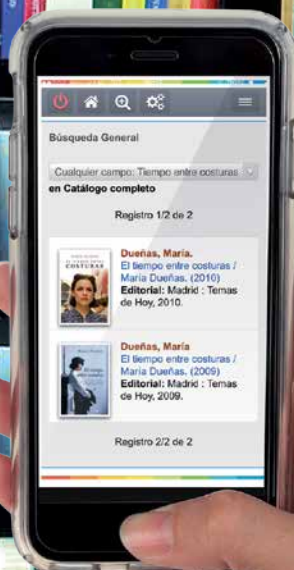 Búsqueda General
Cualquier campo: Tiempo entre costuras
en Catálogo completo
Registro 1/2 de 2
COSTURAS
Dueñas, María.
El tiempo entre costuras /
María Dueñas. (2010)
Editorial: Madrid : Temas
de Hoy, 2010.
Dueñas, María
El tiempo entre costuras /
María Dueñas. (2009)
Editorial: Madrid : Temas
de Hoy, 2009.
Registro 2/2 de 2